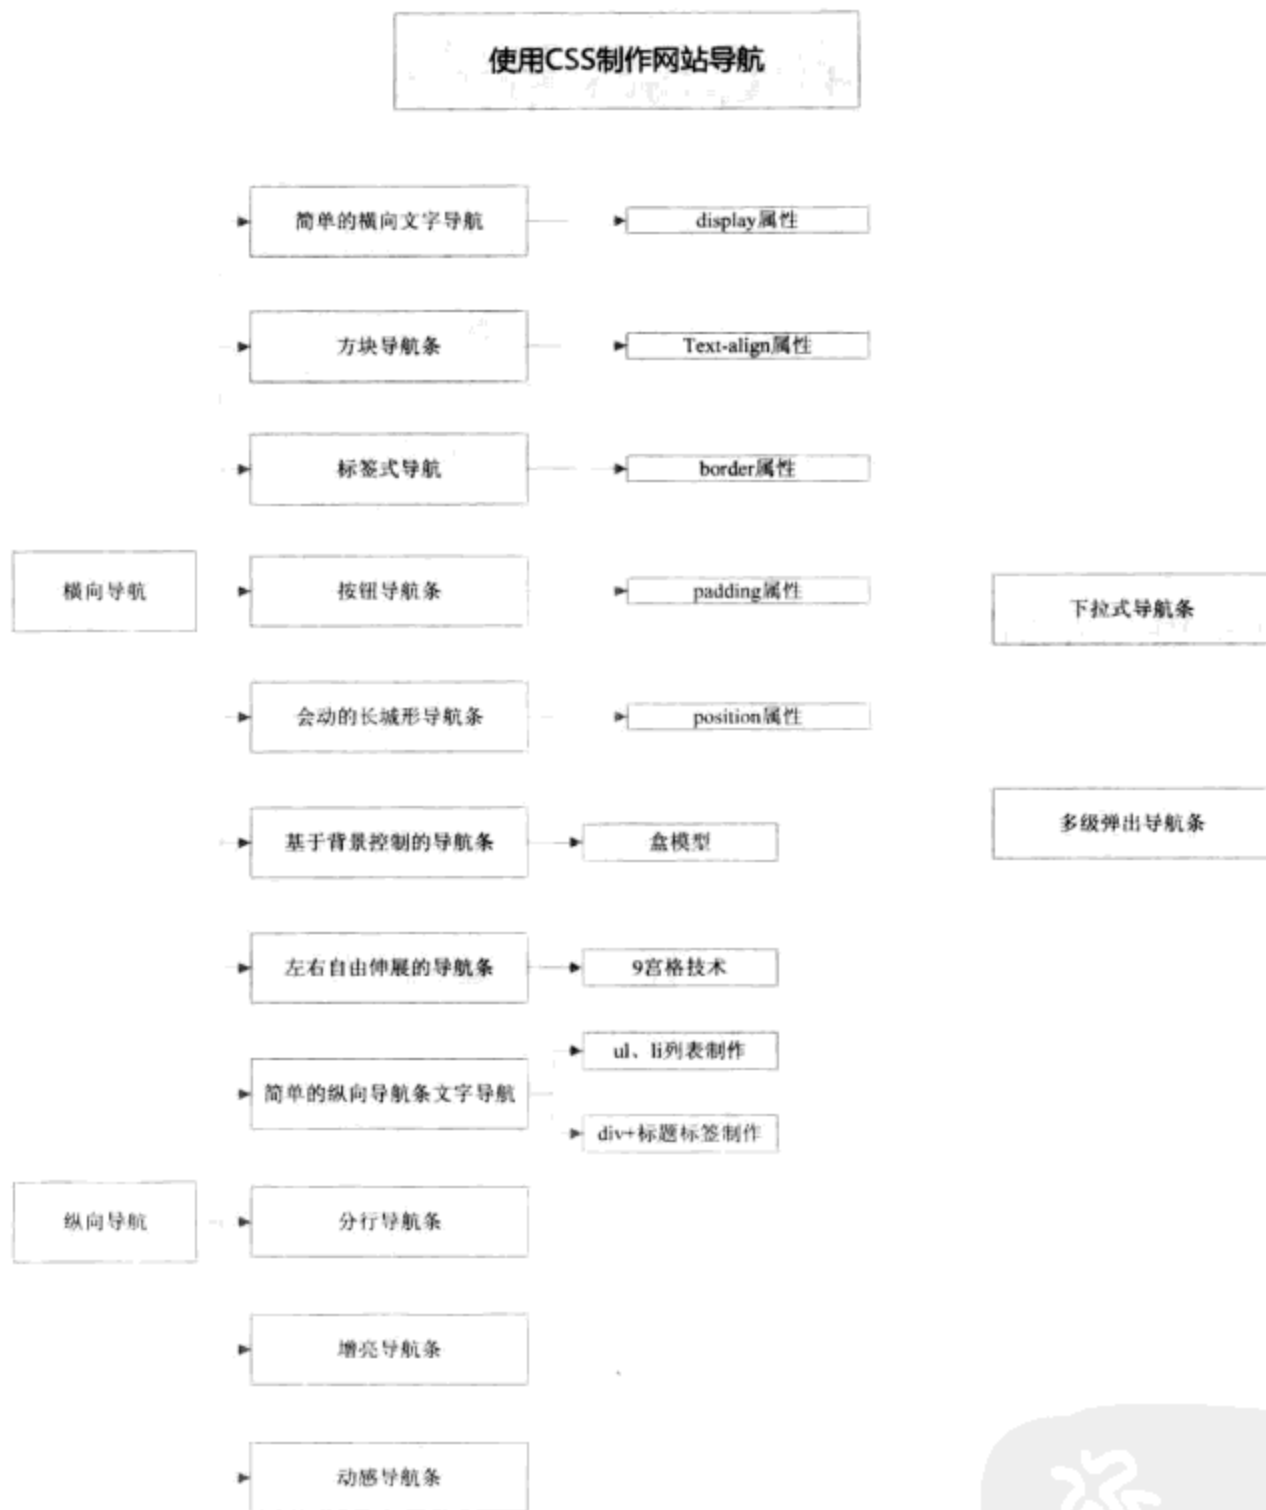 使用CSS制作网站导航
简单的横向文字导航
display属性
方块导航条
Text-align属性
标签式导航
border属性
横向导航
按钮导航条
padding属性
下拉式导航条
会动的长城形导航条
position属性
多级弹出导航条
基于背景控制的导航条
盒模型
左右自由伸展的导航条
9宫格技术
ul、li列表制作
简单的纵向导航条文字导航
div+标题标签制作
纵向导航
分行导航条
增亮导航条
动感导航条